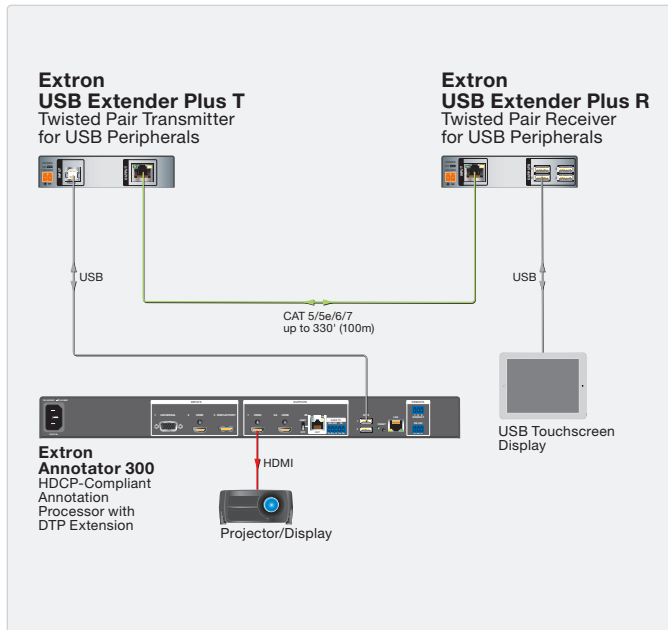 Extron
USB Extender Plus T
Twisted Pair Transmitter
for USB Peripherals
Extron
USB Extender Plus R
Twisted Pair Receiver
for USB Peripherals
USB
USB
CAT 5/5e/6/7
up to 330' (100m)
USB Touchscreen
Display
Extron
Annotator 300
HDCP-Compliant
Annotation
Processor with
DTP Extension
HDMI
Projector/Display